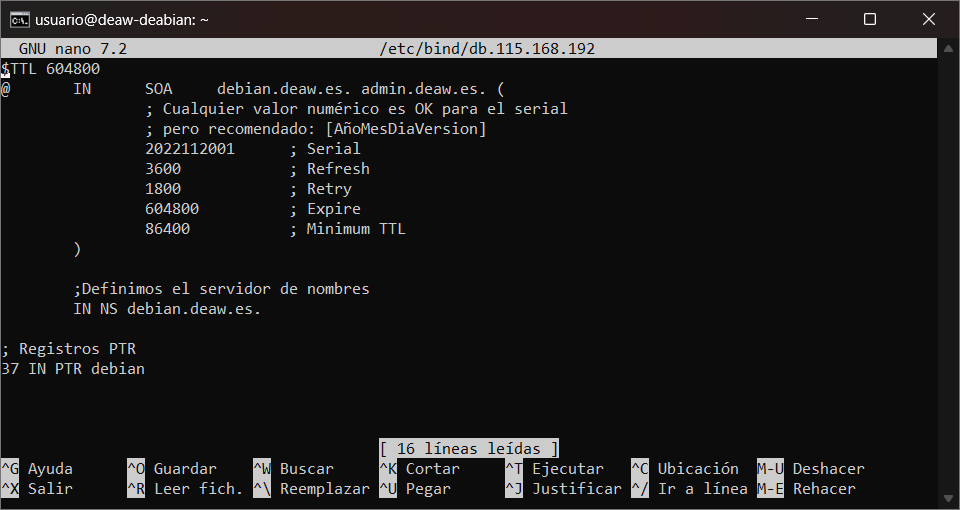 usuario@deaw-deabian: ~
GNU nano 7.2 /etc/bind/db.115.168.192
$TTL 604800
@ IN SOA debian.deaw.es. admin.deaw.es. (
; Cualquier valor numérico es OK para el serial
; pero recomendado: [AñoMesDiaVersion]
2022112001 ; Serial
3600 ; Refresh
1800 ; Retry
604800 ; Expire
86400 ; Minimum TTL
)
;Definimos el servidor de nombres
IN NS debian.deaw.es.
; Registros PTR
37 IN PTR debian
[ 16 líneas leídas ]
^G Ayuda ^O Guardar ^W Buscar ^K Cortar ^T Ejecutar ^C Ubicación M-U Deshacer
^X Salir ^R Leer fich. ^\ Reemplazar ^U Pegar ^J Justificar ^/ Ir a línea M-E Rehacer